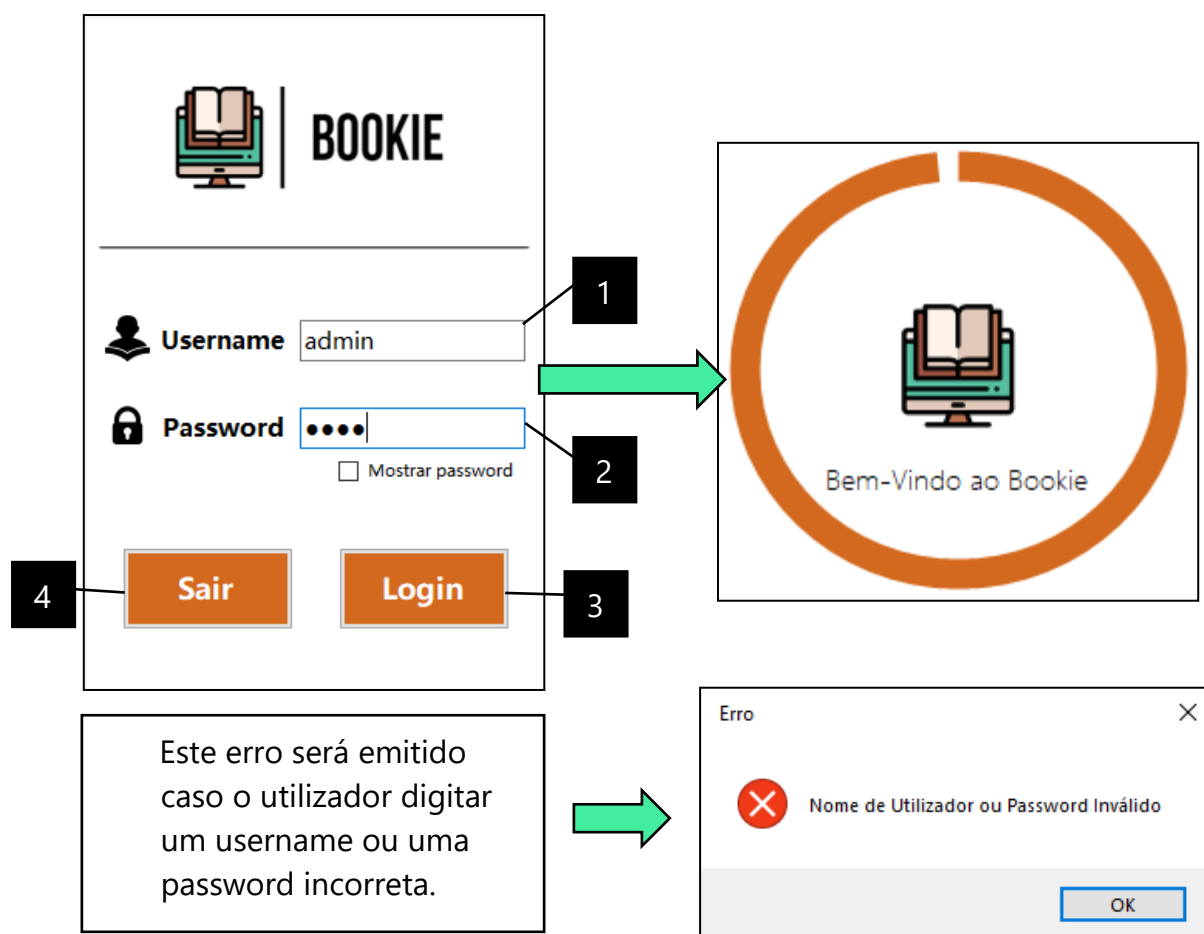 BOOKIE
1
Username admin
Password ••••
2
Mostrar password
4
Sair
Login
3
Bem-Vindo ao Bookie
Este erro será emitido
caso o utilizador digitar
um username ou uma
password incorreta.
Erro
Nome de Utilizador ou Password Inválido
OK